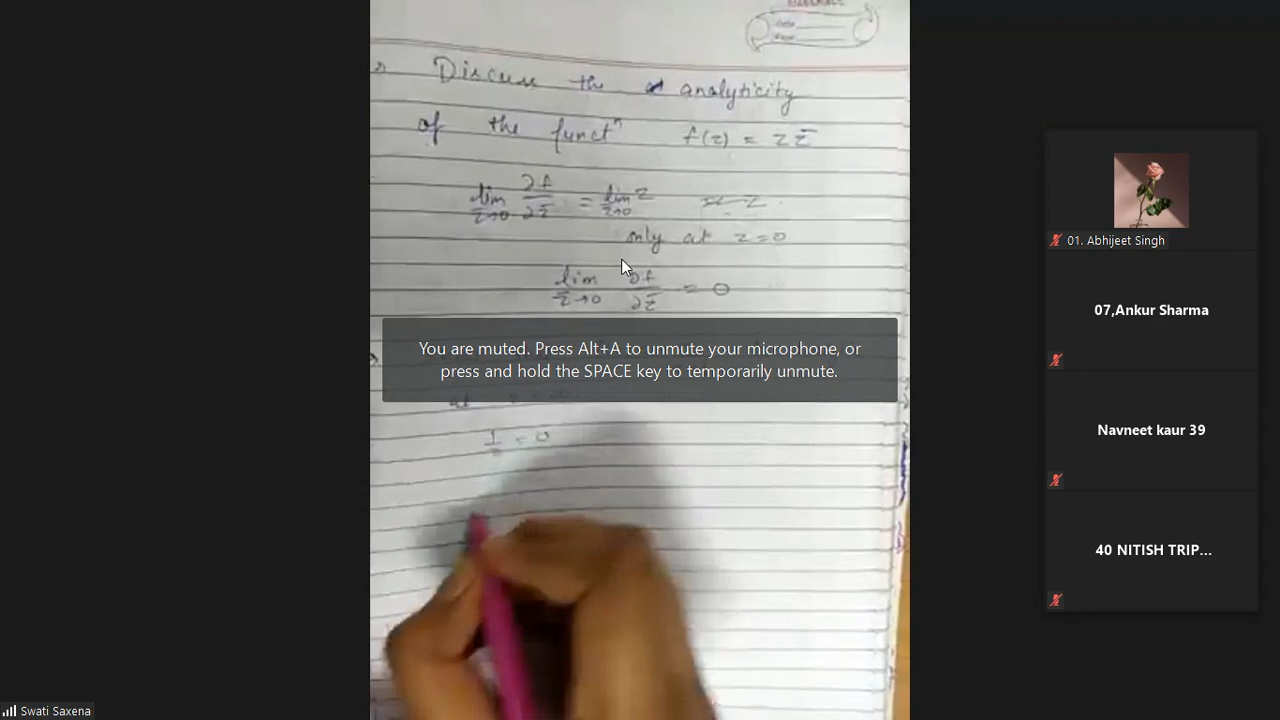 Discuss the analyticity
of the functⁿ f(z) = z z̄
lim z→0 ∂f/∂z̄ = lim z→0 z
only at z=0
lim z̄→0 ∂f/∂z̄ = 0
You are muted. Press Alt+A to unmute your microphone, or
press and hold the SPACE key to temporarily unmute.
= 0
01. Abhijeet Singh
07,Ankur Sharma
Navneet kaur 39
40 NITISH TRIP...
Swati Saxena